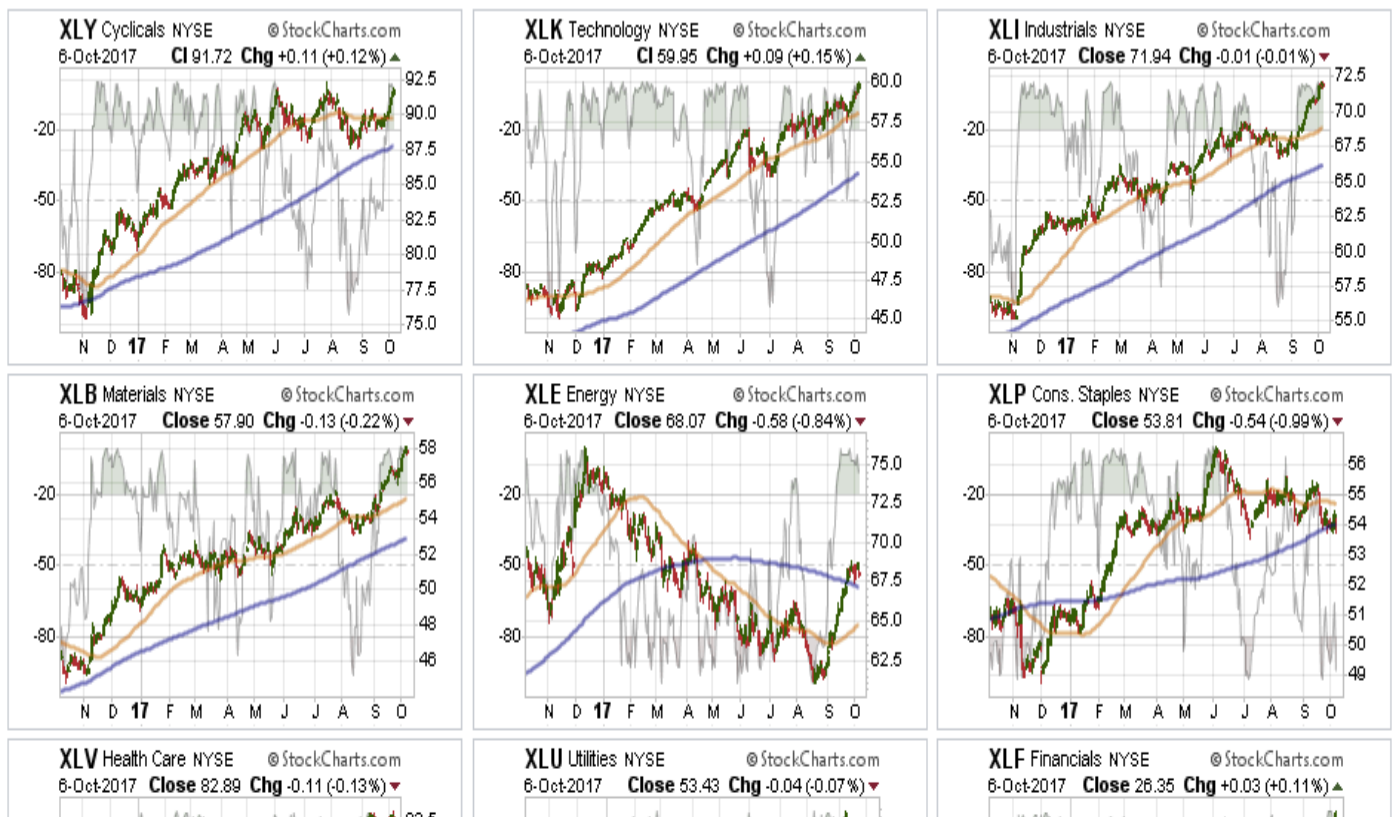 XLY Cyclicals NYSE © StockCharts.com
6-Oct-2017 Cl 91.72 Chg +0.11 (+0.12%)
92.5
90.0
87.5
85.0
82.5
80.0
77.5
75.0
-20
-50
-80
N D 17 F M A M J J A S O
XLK Technology NYSE © StockCharts.com
6-Oct-2017 Cl 59.95 Chg +0.09 (+0.15%)
60.0
57.5
55.0
52.5
50.0
47.5
45.0
-20
-50
-80
N D 17 F M A M J J A S O
XLI Industrials NYSE © StockCharts.com
6-Oct-2017 Close 71.94 Chg -0.01 (-0.01%)
72.5
70.0
67.5
65.0
62.5
60.0
57.5
55.0
-20
-50
-80
N D 17 F M A M J J A S O
XLB Materials NYSE © StockCharts.com
6-Oct-2017 Close 57.90 Chg -0.13 (-0.22%)
58
56
54
52
50
48
46
-20
-50
-80
N D 17 F M A M J J A S O
XLE Energy NYSE © StockCharts.com
6-Oct-2017 Close 68.07 Chg -0.58 (-0.84%)
75.0
72.5
70.0
67.5
65.0
62.5
-20
-50
-80
N D 17 F M A M J J A S O
XLP Cons. Staples NYSE © StockCharts.com
6-Oct-2017 Close 53.81 Chg -0.54 (-0.99%)
56
55
54
53
52
51
50
49
-20
-50
-80
N D 17 F M A M J J A S O
XLV Health Care NYSE © StockCharts.com
6-Oct-2017 Close 82.89 Chg -0.11 (-0.13%)
XLU Utilities NYSE © StockCharts.com
6-Oct-2017 Close 53.43 Chg -0.04 (-0.07%)
XLF Financials NYSE © StockCharts.com
6-Oct-2017 Close 26.35 Chg +0.03 (+0.11%)